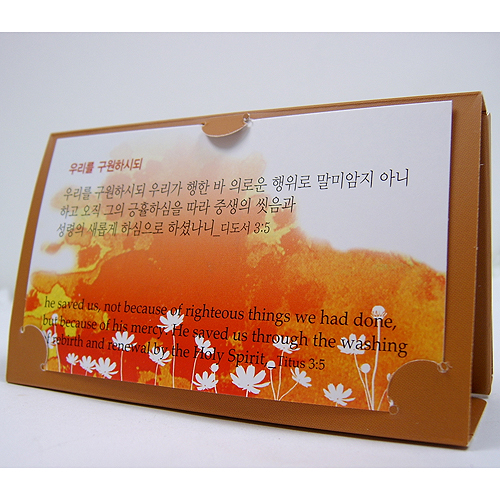 우리를 구원하시되
우리를 구원하시되 우리가 행한 바 의로운 행위로 말미암지 아니
하고 오직 그의 긍휼하심을 따라 중생의 씻음과
성령의 새롭게 하심으로 하셨나니_디도서 3:5
he saved us, not because of righteous things we had done,
but because of his mercy. He saved us through the washing
f rebirth and renewal by the Holy Spirit._Titus 3:5